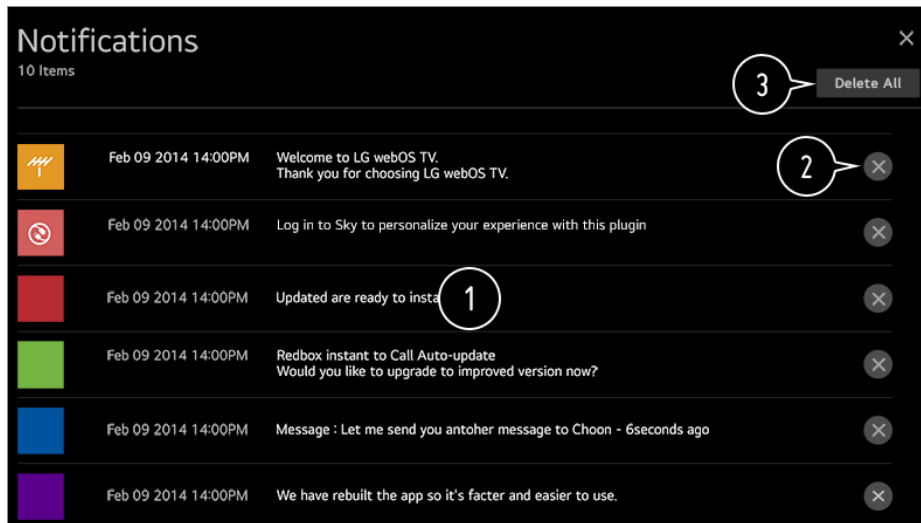 Notifications
10 Items
Delete All
3
Feb 09 2014 14:00PM
Welcome to LG webOS TV.
Thank you for choosing LG webOS TV.
2
Feb 09 2014 14:00PM
Log in to Sky to personalize your experience with this plugin
Feb 09 2014 14:00PM
Updated are ready to insta
1
Feb 09 2014 14:00PM
Redbox instant to Call Auto-update
Would you like to upgrade to improved version now?
Feb 09 2014 14:00PM
Message : Let me send you antoher message to Choon - 6seconds ago
Feb 09 2014 14:00PM
We have rebuilt the app so it's facter and easier to use.